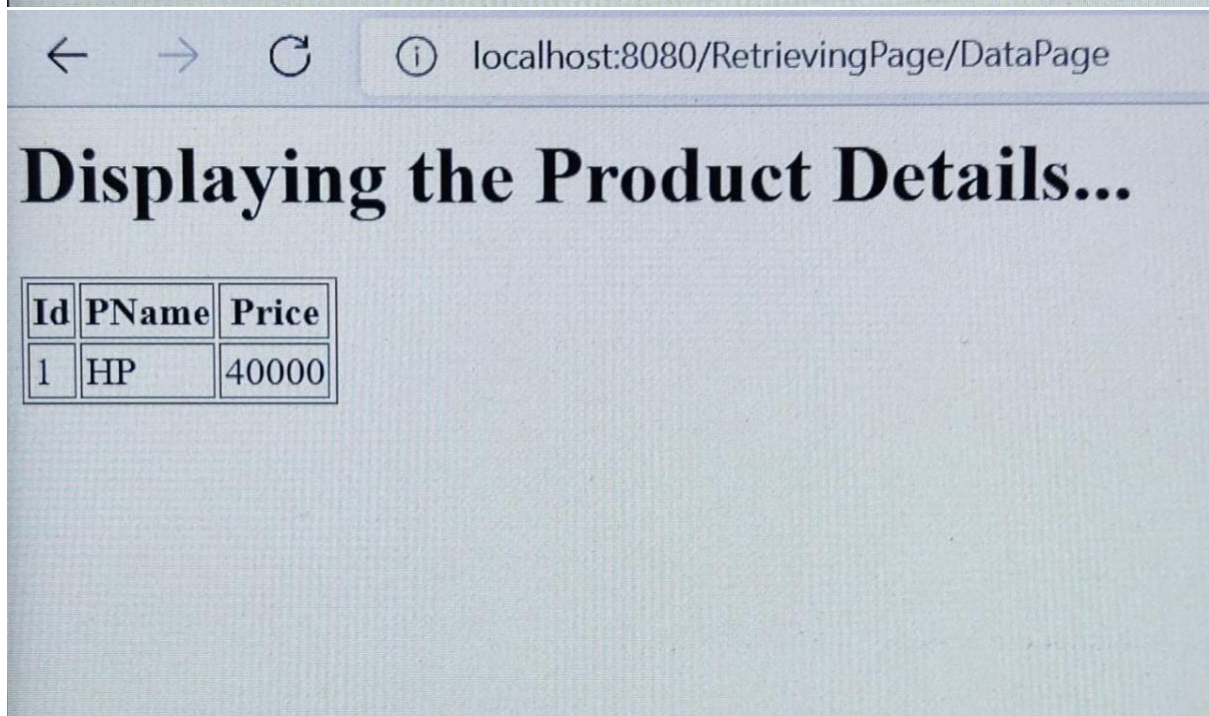 localhost:8080/RetrievingPage/DataPage
Displaying the Product Details...
Id PName Price
1 HP 40000